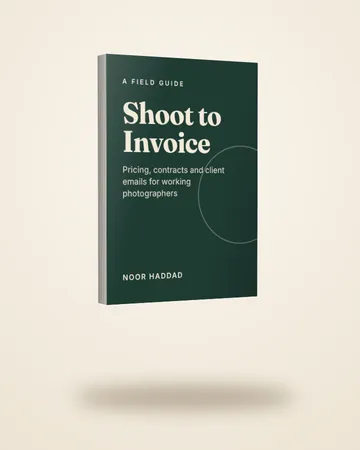 A FIELD GUIDE
Shoot to
Invoice
Pricing, contracts and client
emails for working
photographers
NOOR HADDAD